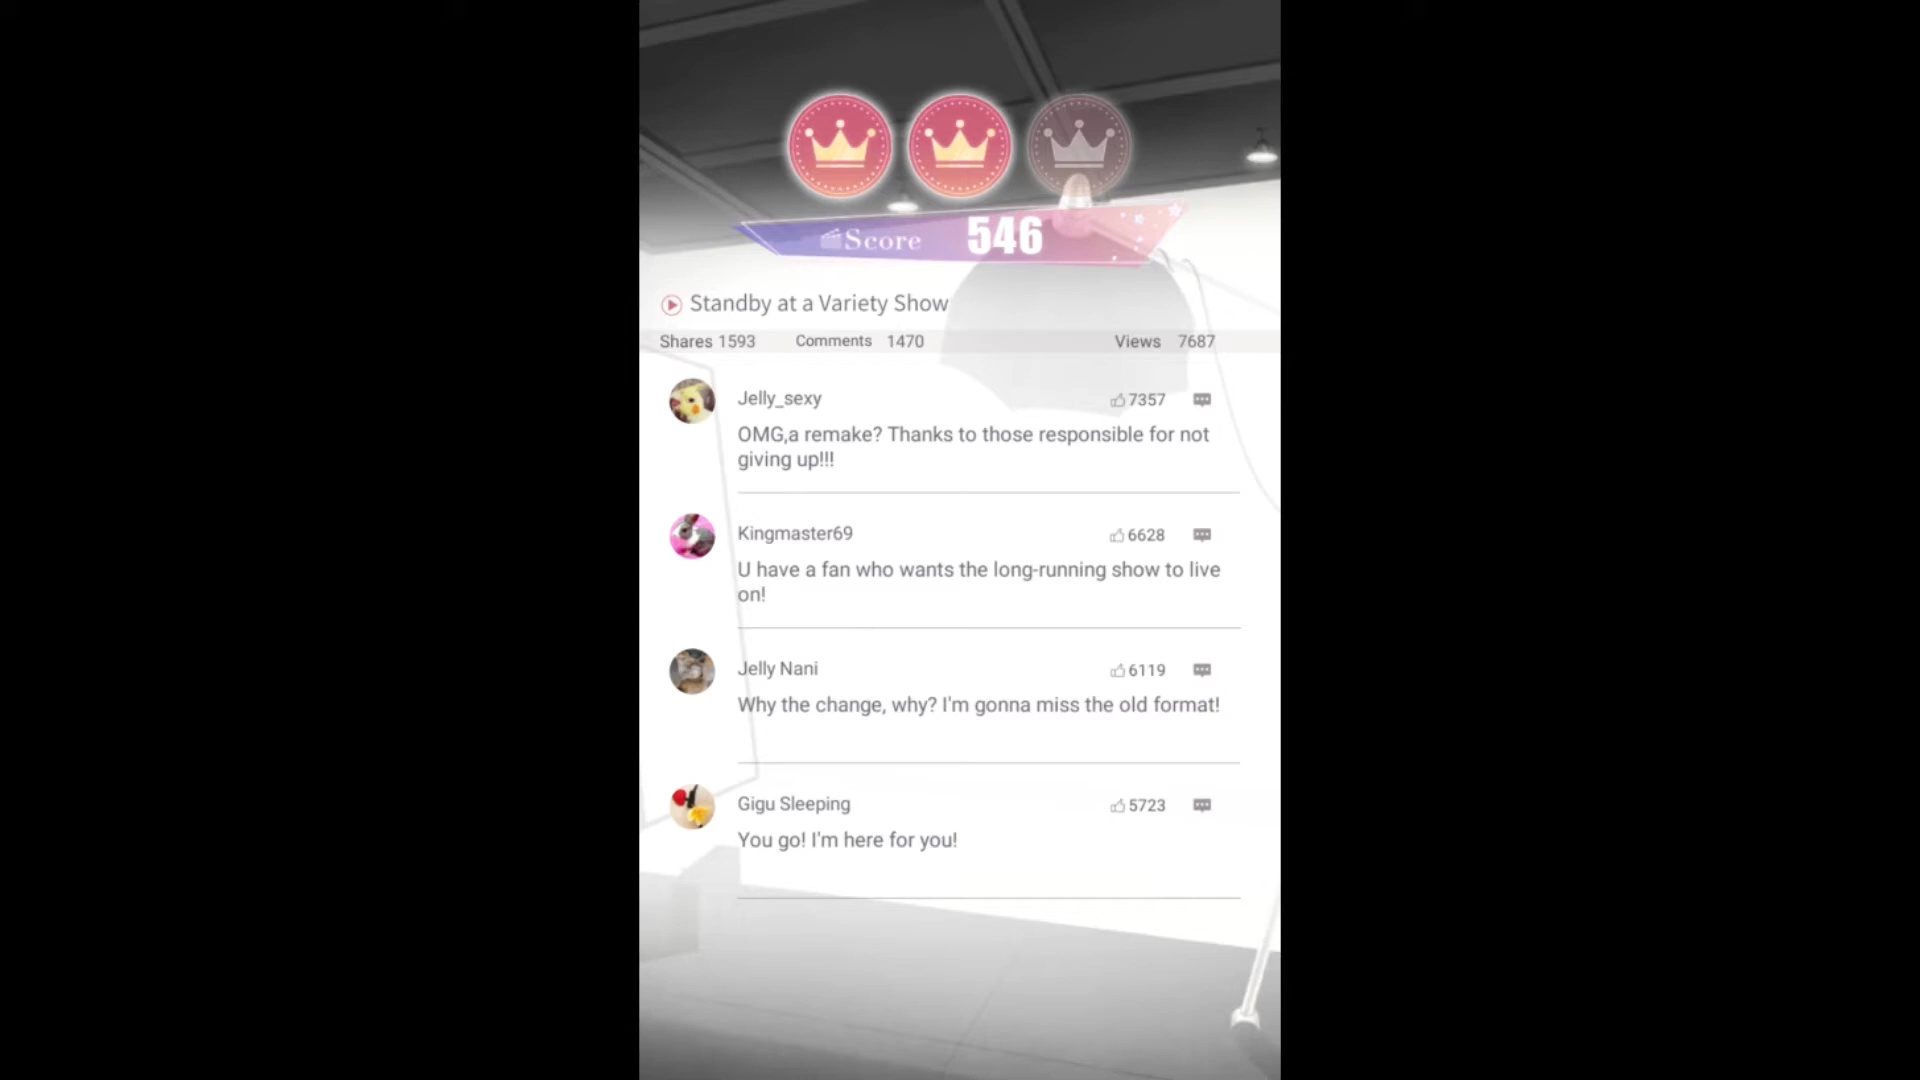 Score 546
Standby at a Variety Show
Shares 1593 Comments 1470 Views 7687
Jelly_sexy 7357
OMG,a remake? Thanks to those responsible for not
giving up!!!
Kingmaster69 6628
U have a fan who wants the long-running show to live
on!
Jelly Nani 6119
Why the change, why? I'm gonna miss the old format!
Gigu Sleeping 5723
You go! I'm here for you!